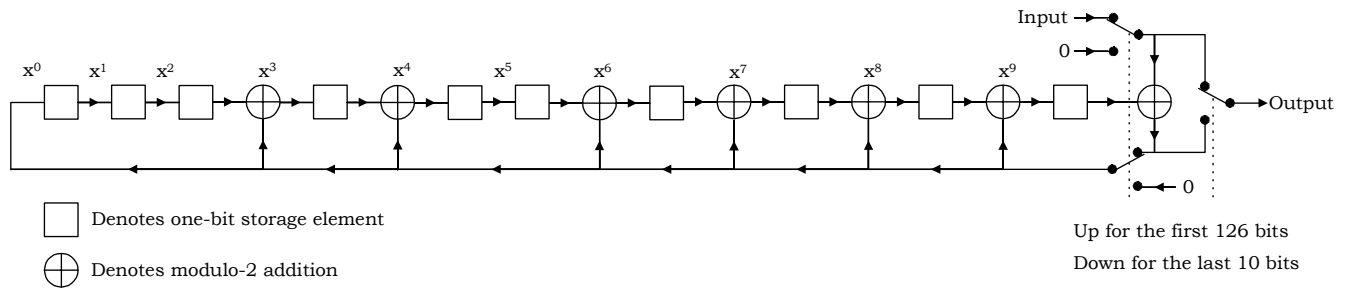 Input
0
x⁰ x¹ x² x³ x⁴ x⁵ x⁶ x⁷ x⁸ x⁹
Output
0
Denotes one-bit storage element
Up for the first 126 bits
Denotes modulo-2 addition
Down for the last 10 bits